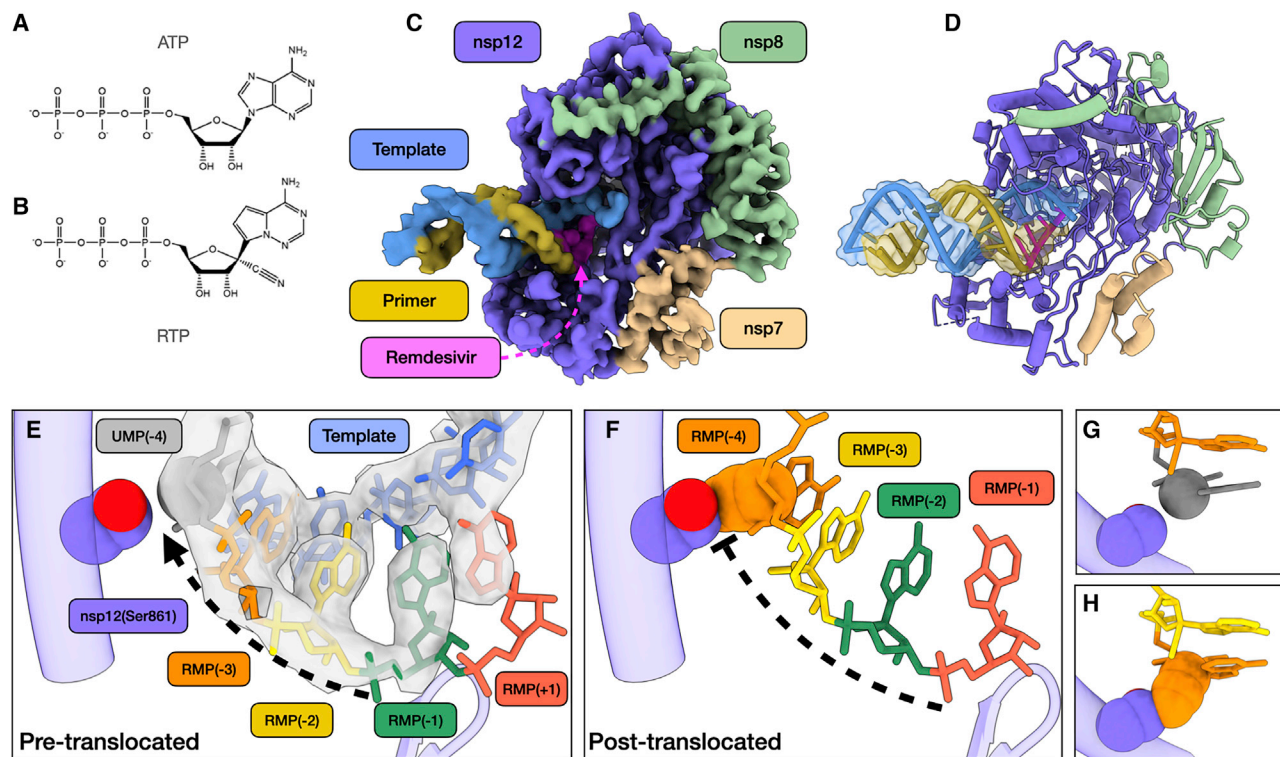 A
ATP
NH₂
N
N
N
N
O
O
O
⁻O
P
O
P
O
P
O
O⁻
O⁻
O⁻
O
OH
OH
B
NH₂
N
N
N
O
O
O
⁻O
P
O
P
O
P
O
O⁻
O⁻
O⁻
O
C
N
OH
OH
RTP
C
nsp12
nsp8
Template
Primer
Remdesivir
nsp7
D
E
UMP(-4)
Template
nsp12(Ser861)
RMP(-3)
RMP(-2)
RMP(-1)
RMP(+1)
Pre-translocated
F
RMP(-4)
RMP(-3)
RMP(-2)
RMP(-1)
Post-translocated
G
H